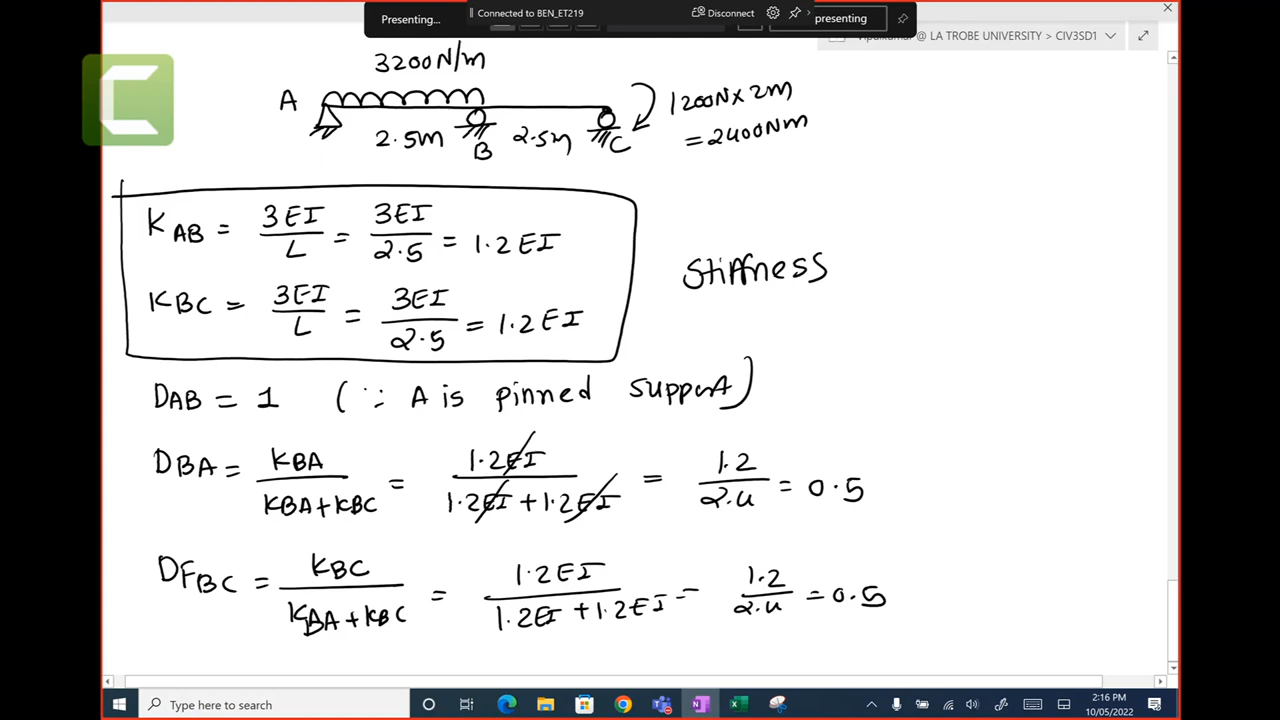 Presenting...
Connected to BEN_ET219
Disconnect
presenting
Vipulkumar @ LA TROBE UNIVERSITY > CIV3SD1
3200N/m
A
1200N×2m
2.5m
B
2.5m
C
=2400Nm
KAB = 3EI/L = 3EI/2.5 = 1.2EI
KBC = 3EI/L = 3EI/2.5 = 1.2EI
Stiffness
DAB = 1 (∵ A is pinned support)
DBA = KBA/KBA+KBC = 1.2EI/1.2EI+1.2EI = 1.2/2.4 = 0.5
DFBC = KBC/KBA+KBC = 1.2EI/1.2EI+1.2EI = 1.2/2.4 = 0.5
Type here to search
2:16 PM
10/05/2022